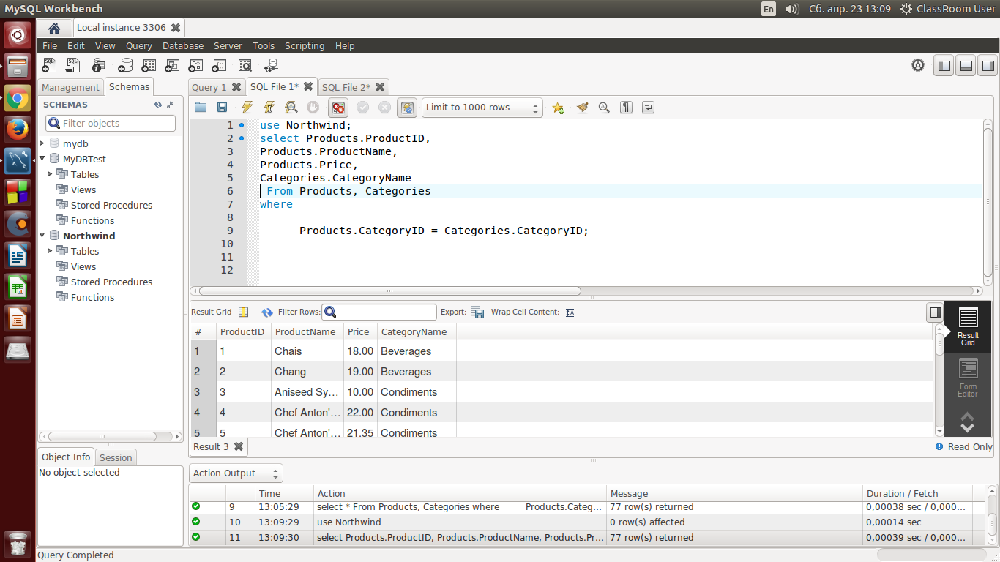 MySQL Workbench
En
Сб. апр. 23 13:09
ClassRoom User
Local instance 3306
File Edit View Query Database Server Tools Scripting Help
Management Schemas
Query 1 SQL File 1* SQL File 2*
SCHEMAS
Filter objects
Limit to 1000 rows
mydb
MyDBTest
Tables
Views
Stored Procedures
Functions
Northwind
Tables
Views
Stored Procedures
Functions
1 use Northwind;
2 select Products.ProductID,
3 Products.ProductName,
4 Products.Price,
5 Categories.CategoryName
6 From Products, Categories
7 where
8
9 Products.CategoryID = Categories.CategoryID;
10
11
12
Result Grid Filter Rows: Export: Wrap Cell Content:
# ProductID ProductName Price CategoryName
1 1 Chais 18.00 Beverages
2 2 Chang 19.00 Beverages
3 3 Aniseed Sy... 10.00 Condiments
4 4 Chef Anton'... 22.00 Condiments
5 5 Chef Anton'... 21.35 Condiments
Result
Grid
Form
Editor
Result 3
Read Only
Object Info Session
No object selected
Action Output
Time Action Message Duration / Fetch
9 13:05:29 select * From Products, Categories where Products.Categ... 77 row(s) returned 0,00038 sec / 0,000...
10 13:09:29 use Northwind 0 row(s) affected 0,00014 sec
11 13:09:30 select Products.ProductID, Products.ProductName, Products.Pr... 77 row(s) returned 0,00039 sec / 0,000...
Query Completed